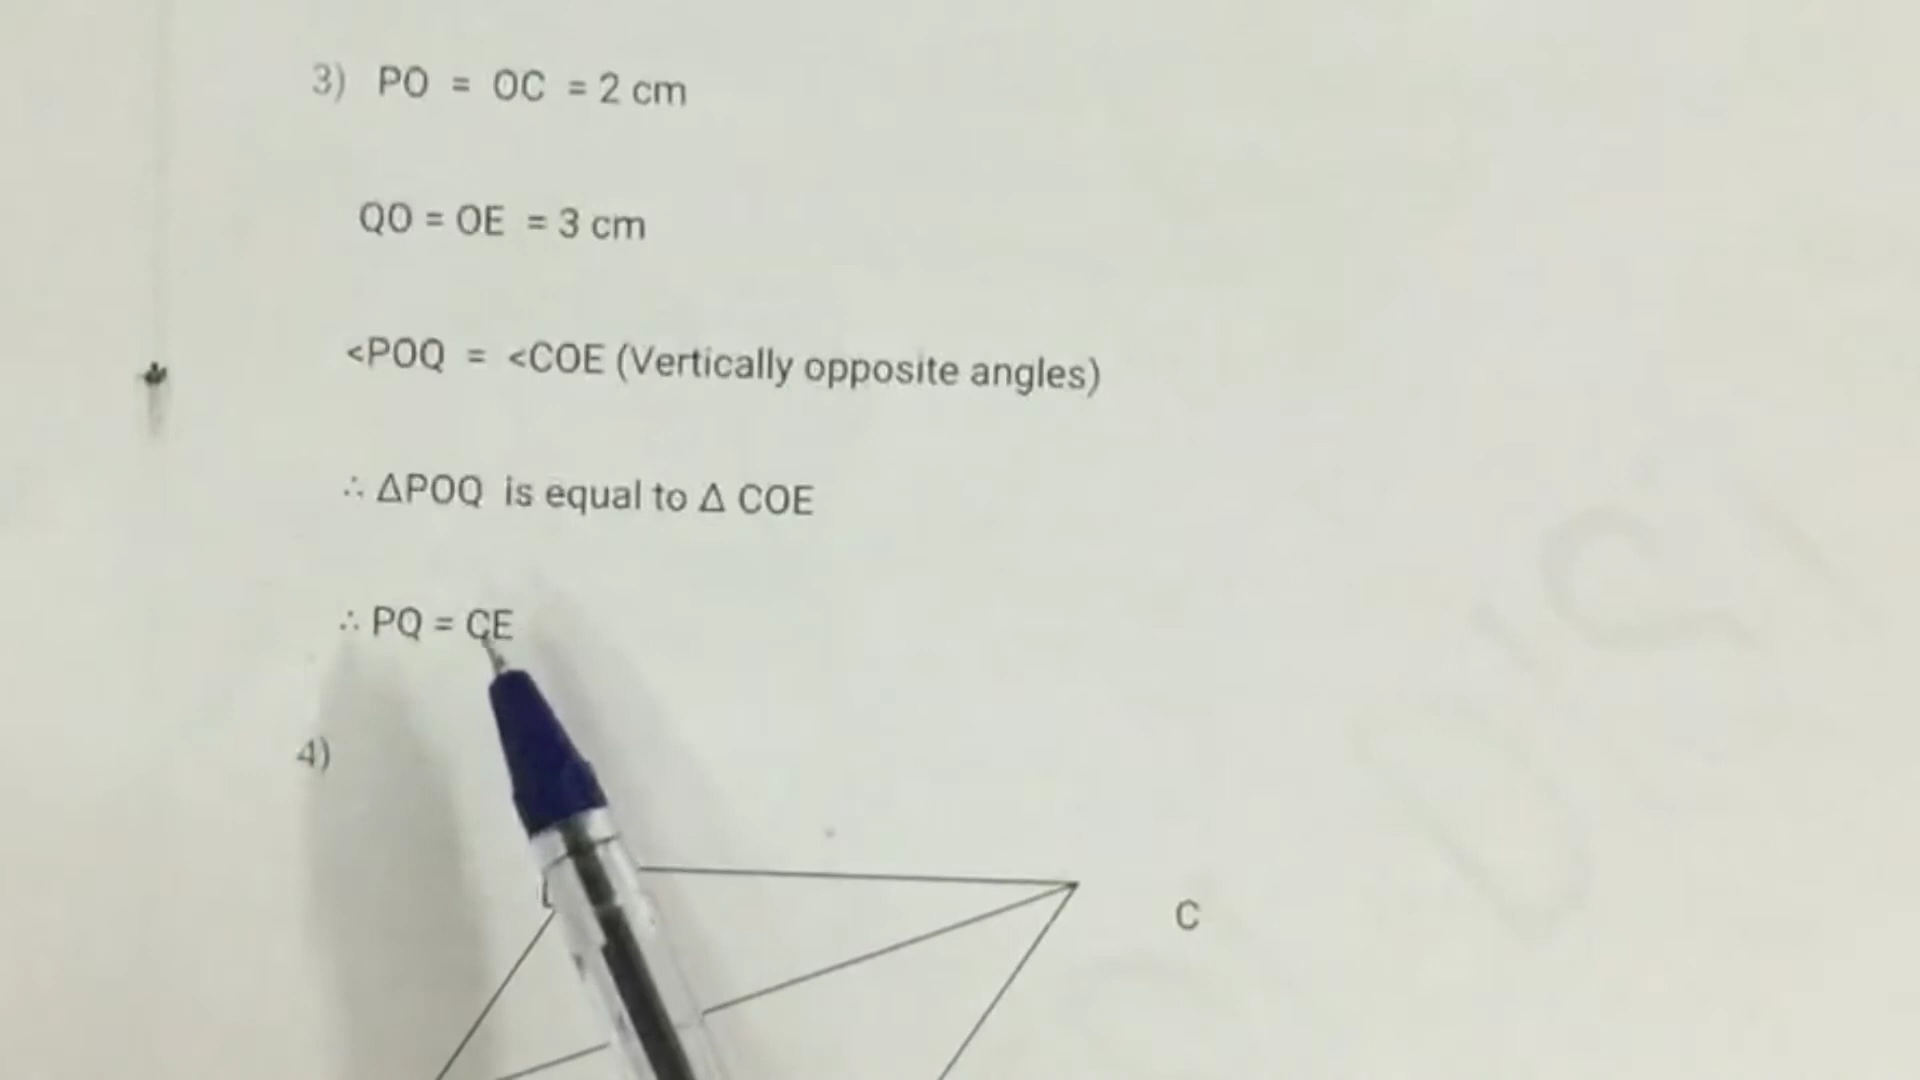 3) PO = OC = 2 cm
QO = OE = 3 cm
<POQ = <COE (Vertically opposite angles)
∴ ΔPOQ is equal to Δ COE
∴ PQ = CE
4)
C